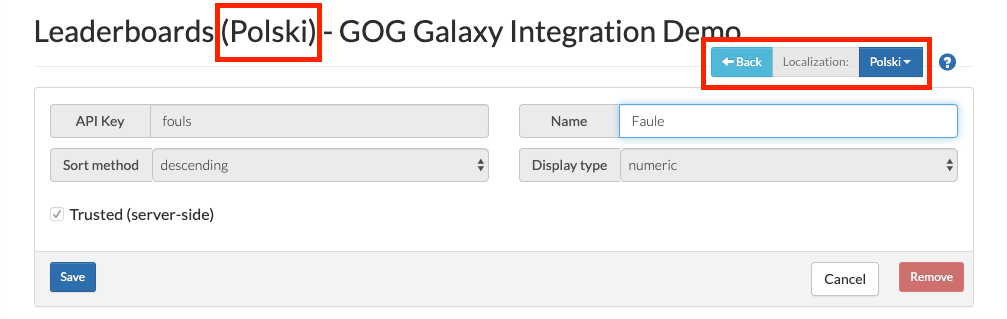 Leaderboards (Polski) - GOG Galaxy Integration Demo
Back Localization: Polski ?
API Key fouls Name Faule
Sort method descending Display type numeric
Trusted (server-side)
Save Cancel Remove